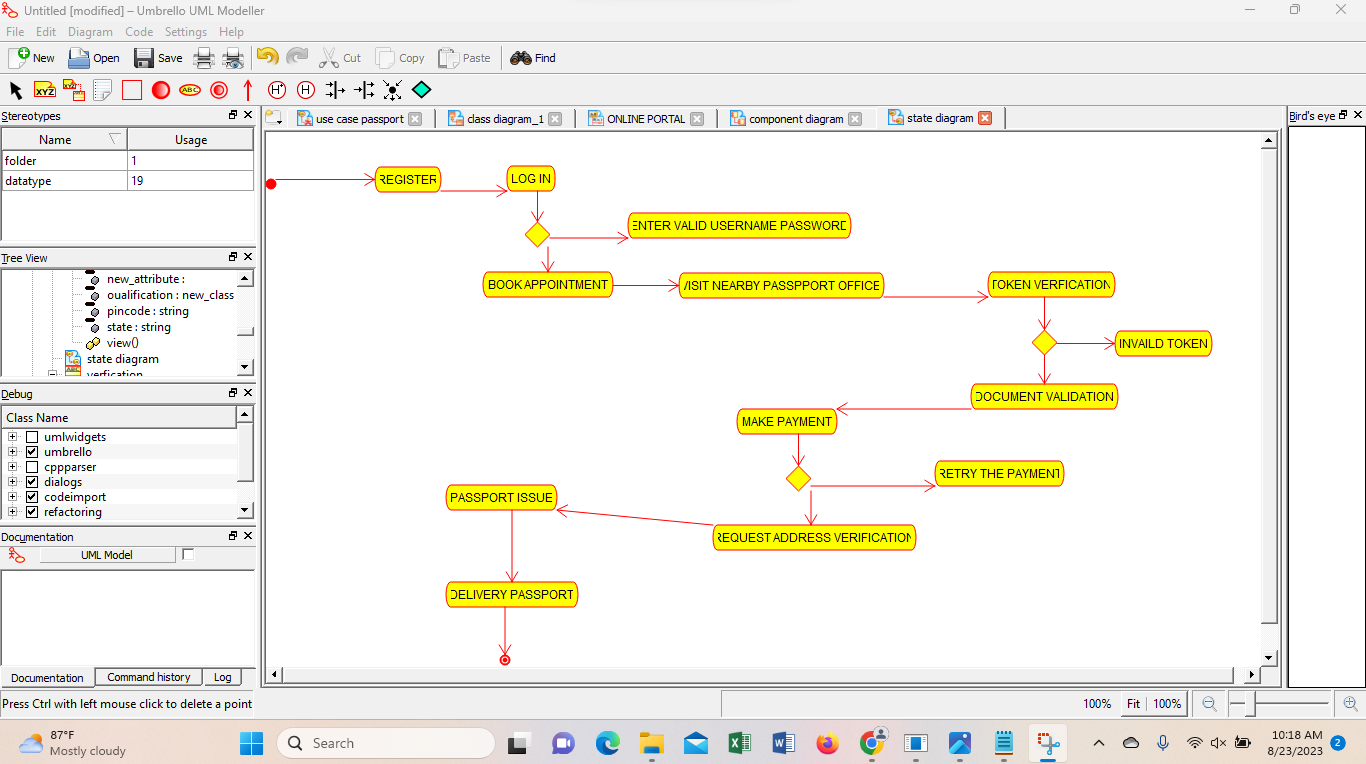 Untitled [modified] – Umbrello UML Modeller
File Edit Diagram Code Settings Help
New Open Save Cut Copy Paste Find
XYZ XYZ ABC H* H
Stereotypes
Name Usage
folder 1
datatype 19
Tree View
new_attribute :
oualification : new_class
pincode : string
state : string
view()
state diagram
verfication
Debug
Class Name
umlwidgets
umbrello
cppparser
dialogs
codeimport
refactoring
Documentation
UML Model
Documentation Command history Log
Press Ctrl with left mouse click to delete a point
use case passport class diagram_1 ONLINE PORTAL component diagram state diagram
REGISTER
LOG IN
ENTER VALID USERNAME PASSWORD
BOOK APPOINTMENT
VISIT NEARBY PASSPPORT OFFICE
TOKEN VERFICATION
INVAILD TOKEN
DOCUMENT VALIDATION
MAKE PAYMENT
RETRY THE PAYMENT
PASSPORT ISSUE
REQUEST ADDRESS VERIFICATION
DELIVERY PASSPORT
Bird's eye
100% Fit 100%
87°F
Mostly cloudy
Search
10:18 AM
8/23/2023
2